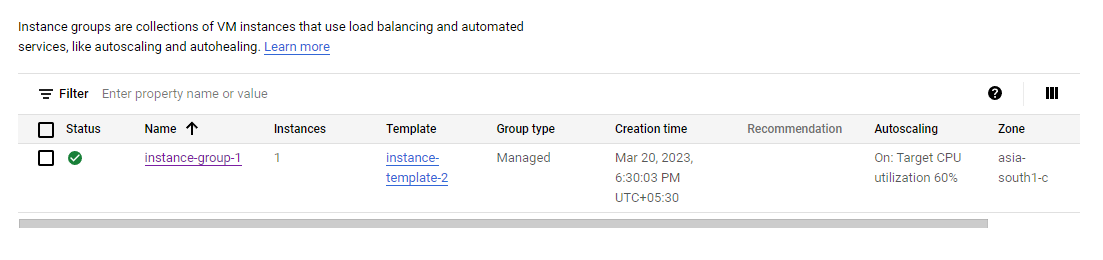 Instance groups are collections of VM instances that use load balancing and automated
services, like autoscaling and autohealing. Learn more
Filter Enter property name or value
Status Name Instances Template Group type Creation time Recommendation Autoscaling Zone
instance-group-1 1 instance- Managed Mar 20, 2023, On: Target CPU asia-
template-2 6:30:03 PM utilization 60% south1-c
UTC+05:30